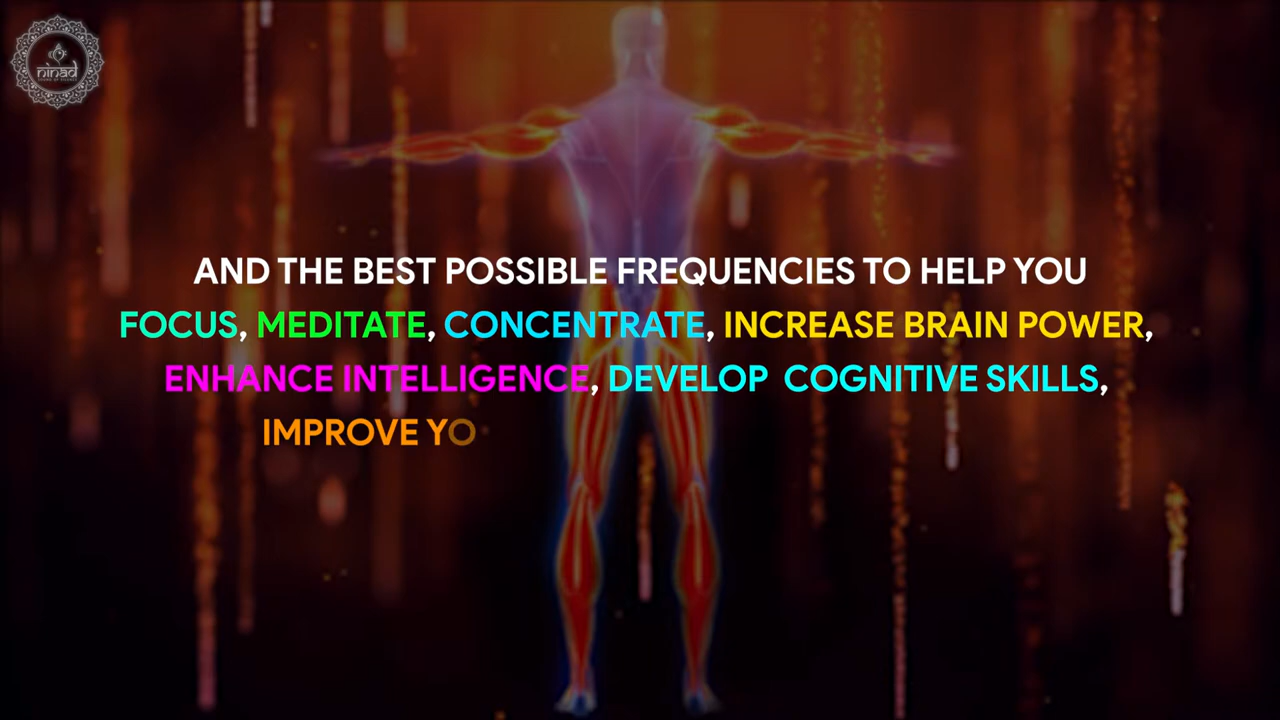 ninad
AND THE BEST POSSIBLE FREQUENCIES TO HELP YOU
FOCUS, MEDITATE, CONCENTRATE, INCREASE BRAIN POWER,
ENHANCE INTELLIGENCE, DEVELOP COGNITIVE SKILLS,
IMPROVE YO